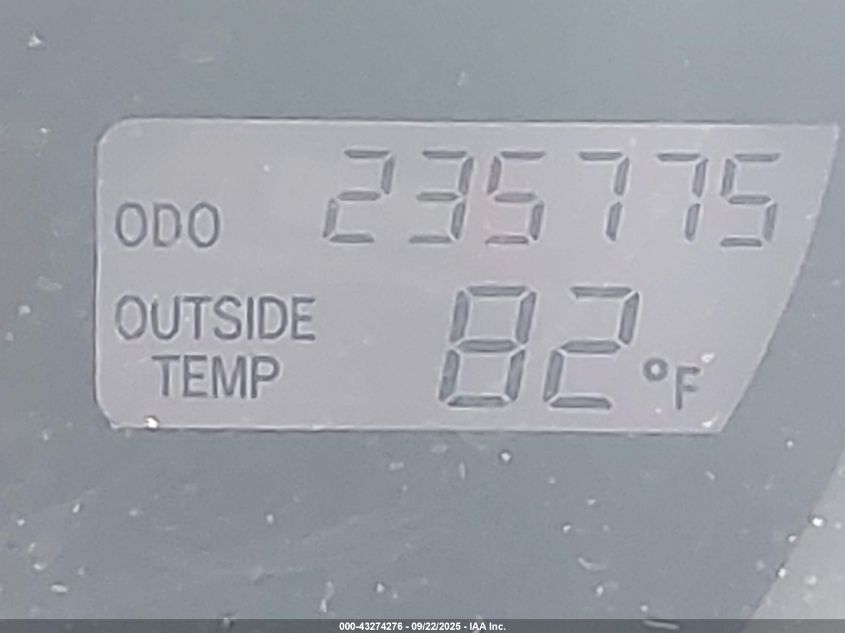 ODO 235775
OUTSIDE
TEMP 82°F
000-43274276 - 09/22/2025 - IAA Inc.